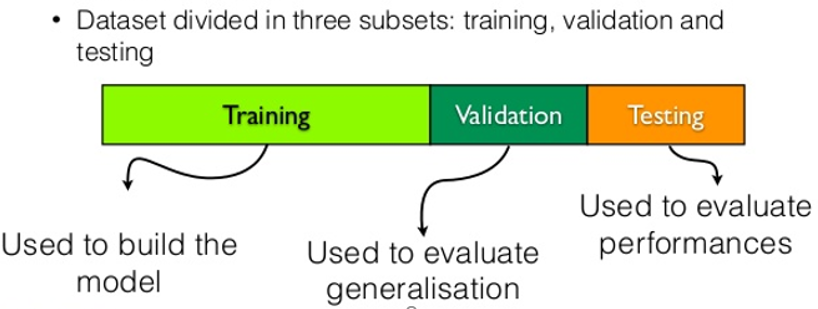 • Dataset divided in three subsets: training, validation and
testing
Training Validation Testing
Used to build the
model
Used to evaluate
generalisation
Used to evaluate
performances